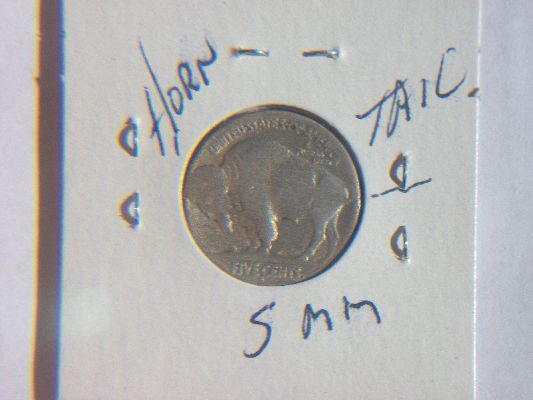 HORN
TAIL
UNITED STATES OF AMERICA
FIVE CENTS
5 MM